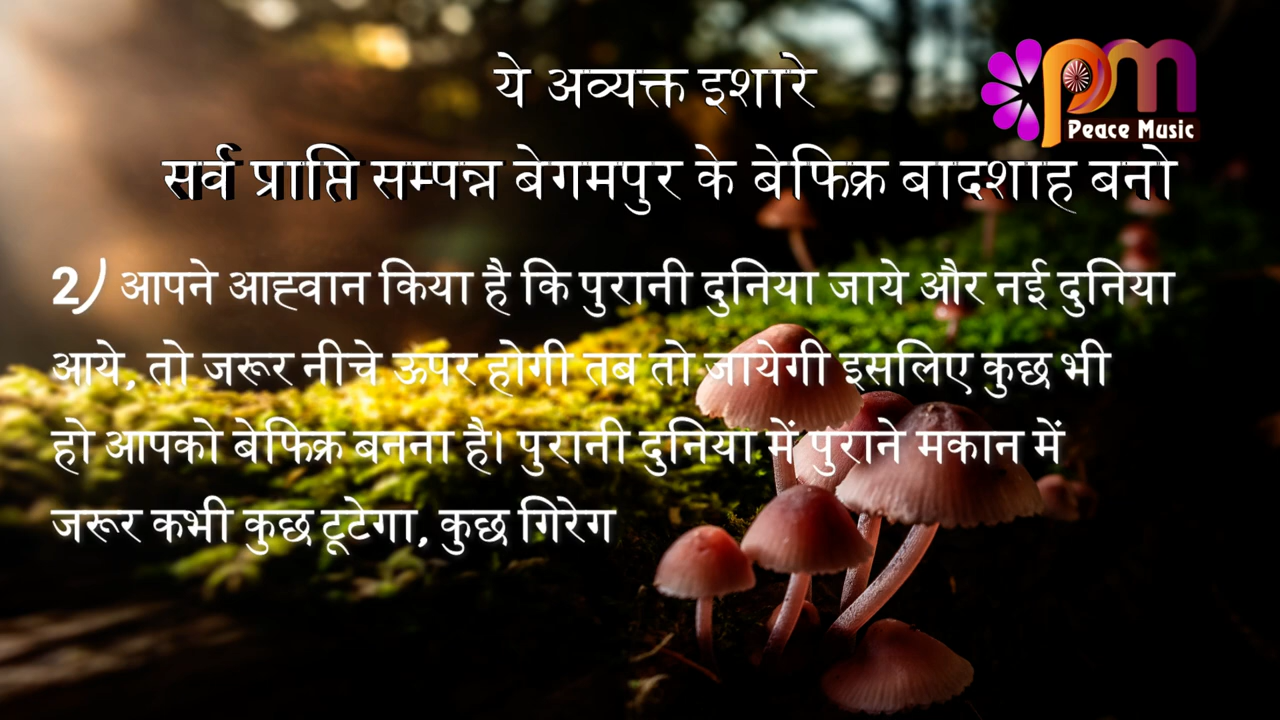 ये अव्यक्त इशारे
pm
Peace Music
सर्व प्राप्ति सम्पन्न बेगमपुर के बेफिक्र बादशाह बनो
2) आपने आह्वान किया है कि पुरानी दुनिया जाये और नई दुनिया
आये, तो जरूर नीचे ऊपर होगी तब तो जायेगी इसलिए कुछ भी
हो आपको बेफिक्र बनना है। पुरानी दुनिया में पुराने मकान में
जरूर कभी कुछ टूटेगा, कुछ गिरेग